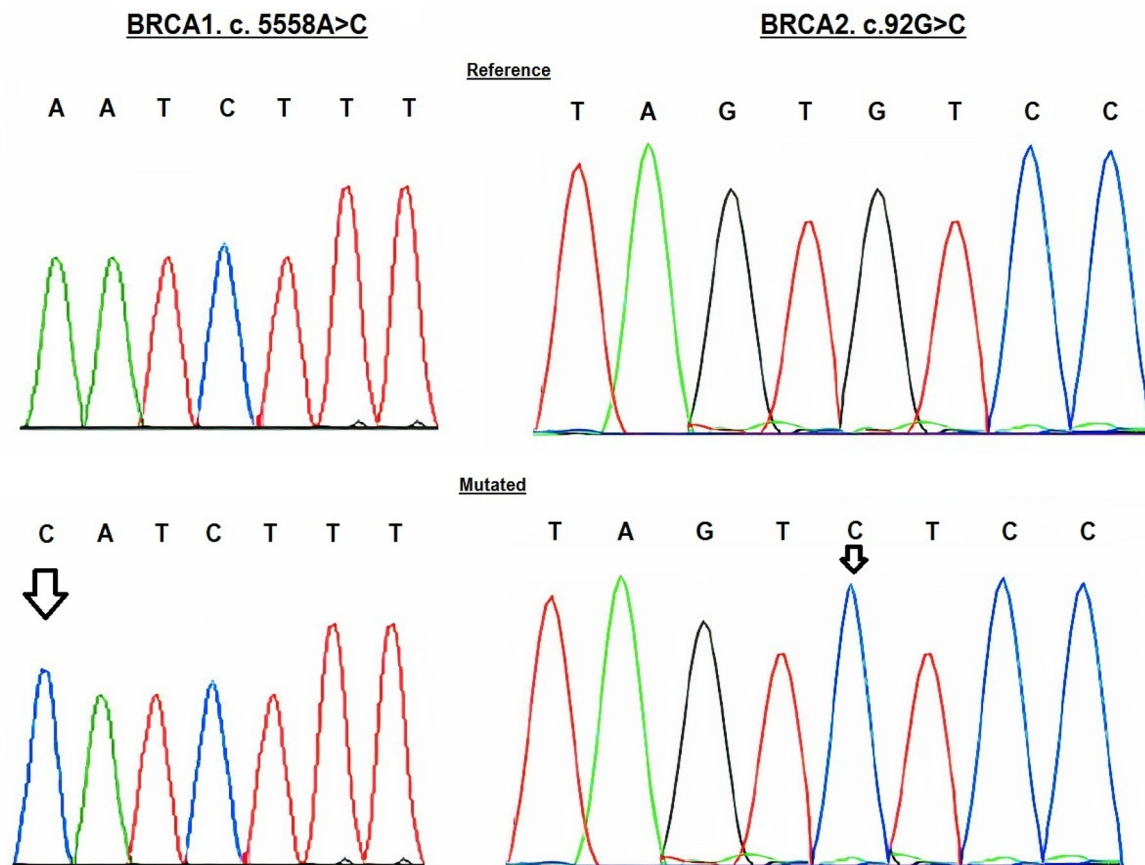 BRCA1. c. 5558A>C
BRCA2. c.92G>C
Reference
A A T C T T T
T A G T G T C C
Mutated
C A T C T T T
T A G T C T C C